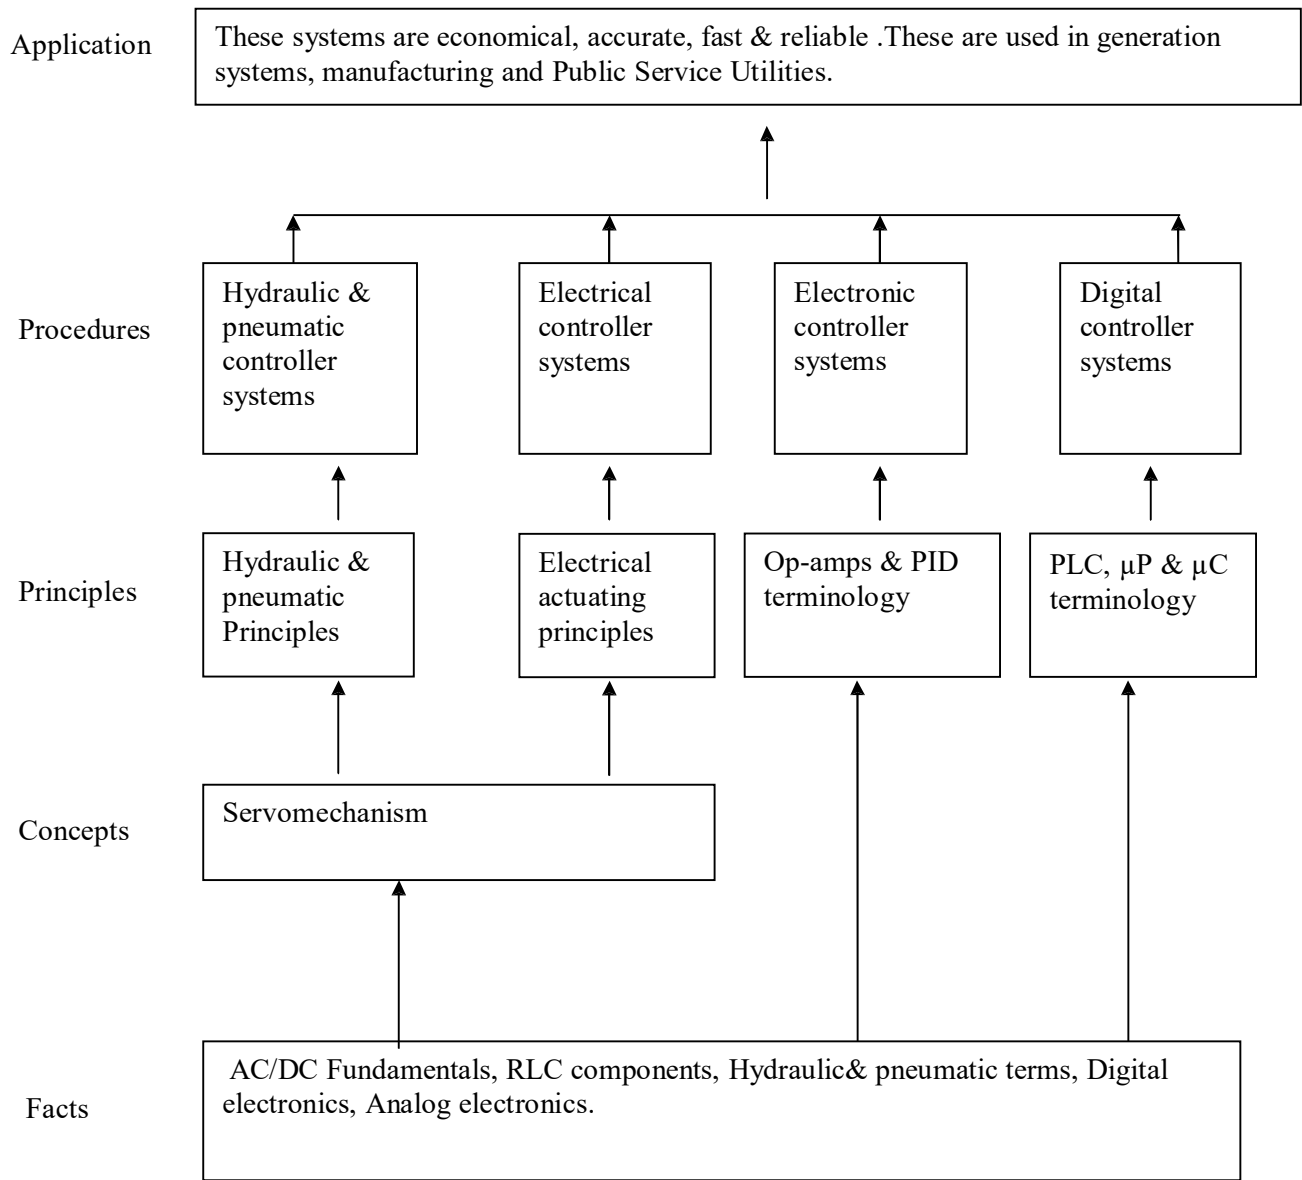 Application
These systems are economical, accurate, fast & reliable .These are used in generation
systems, manufacturing and Public Service Utilities.
Procedures
Hydraulic &
pneumatic
controller
systems
Electrical
controller
systems
Electronic
controller
systems
Digital
controller
systems
Principles
Hydraulic &
pneumatic
Principles
Electrical
actuating
principles
Op-amps & PID
terminology
PLC, µP & µC
terminology
Concepts
Servomechanism
Facts
AC/DC Fundamentals, RLC components, Hydraulic& pneumatic terms, Digital
electronics, Analog electronics.